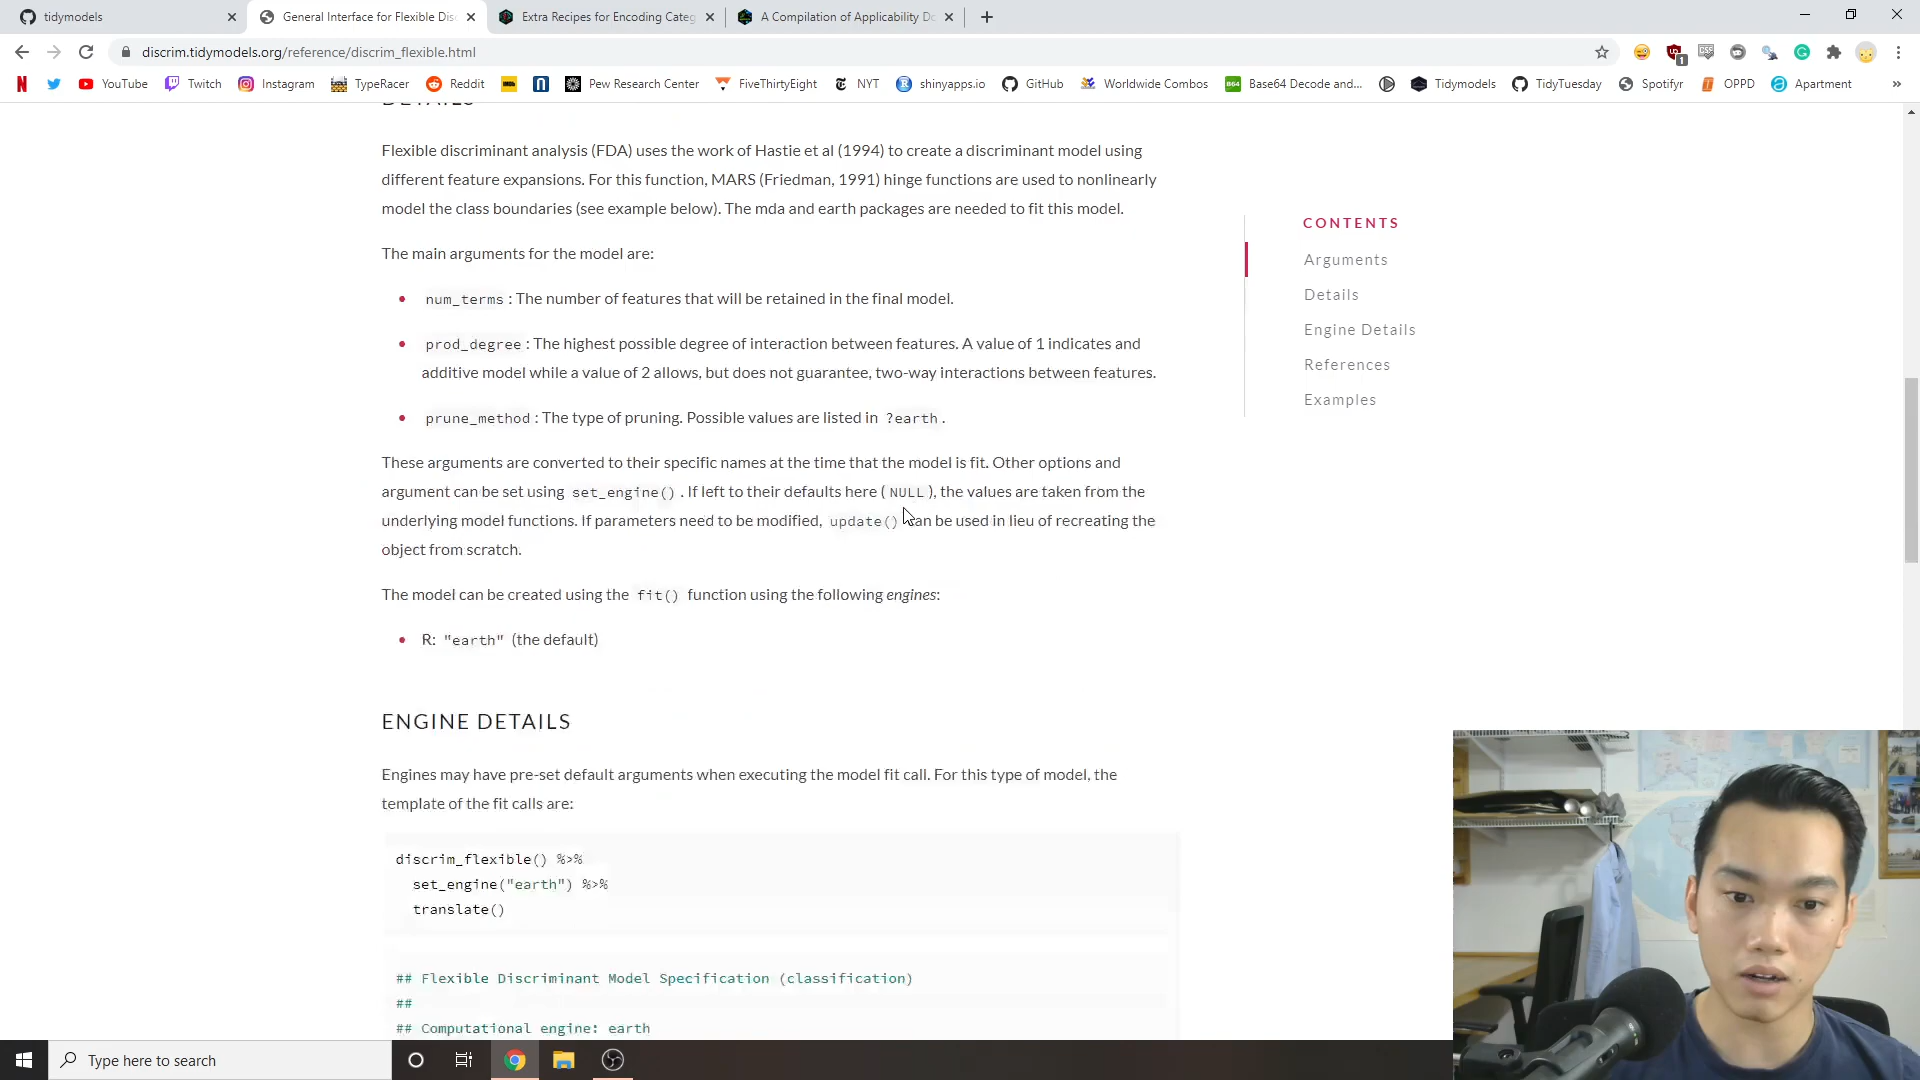 tidymodels
General Interface for Flexible Disc
Extra Recipes for Encoding Categ
A Compilation of Applicability Do
discrim.tidymodels.org/reference/discrim_flexible.html
YouTube Twitch Instagram TypeRacer Reddit Pew Research Center FiveThirtyEight NYT shinyapps.io GitHub Worldwide Combos Base64 Decode and... Tidymodels TidyTuesday Spotifyr OPPD Apartment »
DETAILS
Flexible discriminant analysis (FDA) uses the work of Hastie et al (1994) to create a discriminant model using
different feature expansions. For this function, MARS (Friedman, 1991) hinge functions are used to nonlinearly
model the class boundaries (see example below). The mda and earth packages are needed to fit this model.
The main arguments for the model are:
num_terms : The number of features that will be retained in the final model.
prod_degree : The highest possible degree of interaction between features. A value of 1 indicates and
additive model while a value of 2 allows, but does not guarantee, two-way interactions between features.
prune_method : The type of pruning. Possible values are listed in ?earth .
These arguments are converted to their specific names at the time that the model is fit. Other options and
argument can be set using set_engine() . If left to their defaults here ( NULL ), the values are taken from the
underlying model functions. If parameters need to be modified, update() can be used in lieu of recreating the
object from scratch.
The model can be created using the fit() function using the following engines:
R: "earth" (the default)
ENGINE DETAILS
Engines may have pre-set default arguments when executing the model fit call. For this type of model, the
template of the fit calls are:
discrim_flexible() %>%
set_engine("earth") %>%
translate()
## Flexible Discriminant Model Specification (classification)
##
## Computational engine: earth
CONTENTS
Arguments
Details
Engine Details
References
Examples
Type here to search